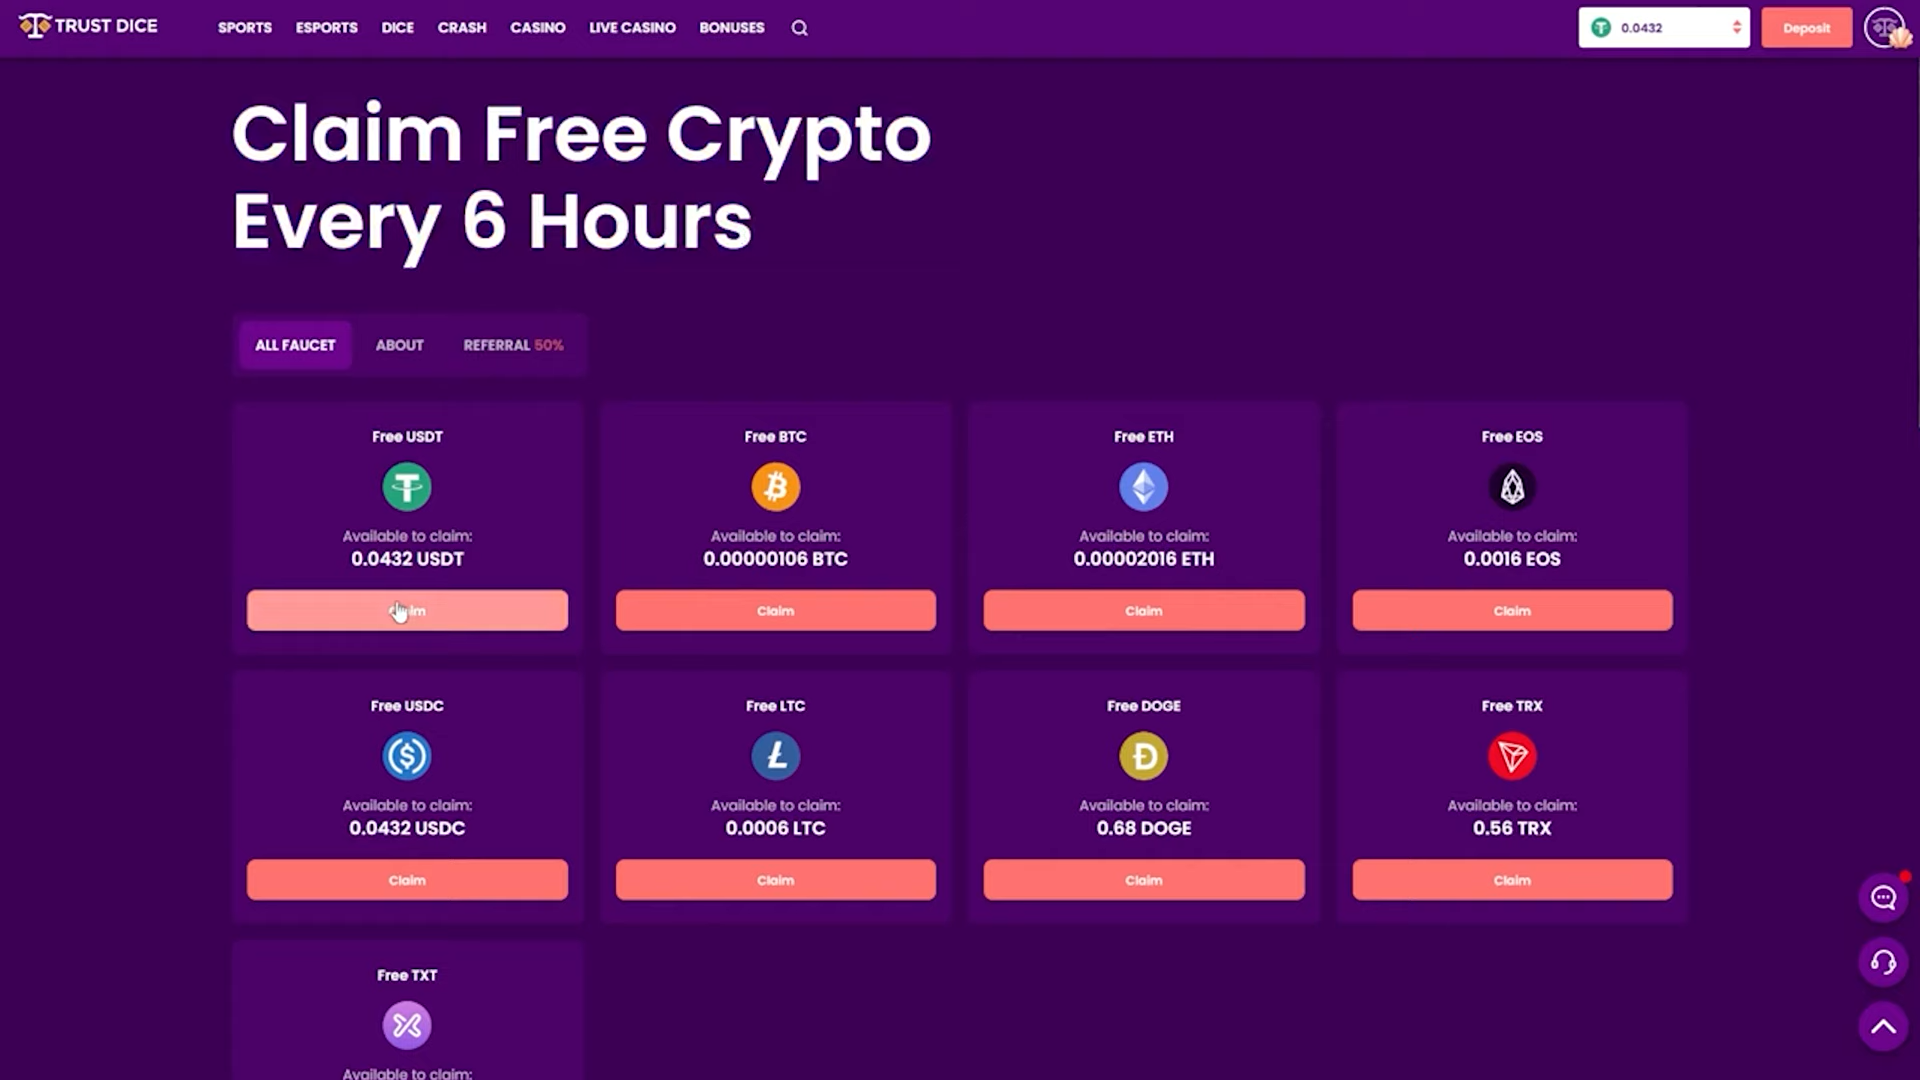 TRUST DICE
SPORTS ESPORTS DICE CRASH CASINO LIVE CASINO BONUSES
0.0432
Deposit
Claim Free Crypto
Every 6 Hours
ALL FAUCET ABOUT REFERRAL 50%
Free USDT
Available to claim:
0.0432 USDT
Free BTC
Available to claim:
0.00000106 BTC
Claim
Free ETH
Available to claim:
0.00002016 ETH
Claim
Free EOS
Available to claim:
0.0016 EOS
Claim
Free USDC
Available to claim:
0.0432 USDC
Claim
Free LTC
Available to claim:
0.0006 LTC
Claim
Free DOGE
Available to claim:
0.68 DOGE
Claim
Free TRX
Available to claim:
0.56 TRX
Claim
Free TXT
Available to claim: